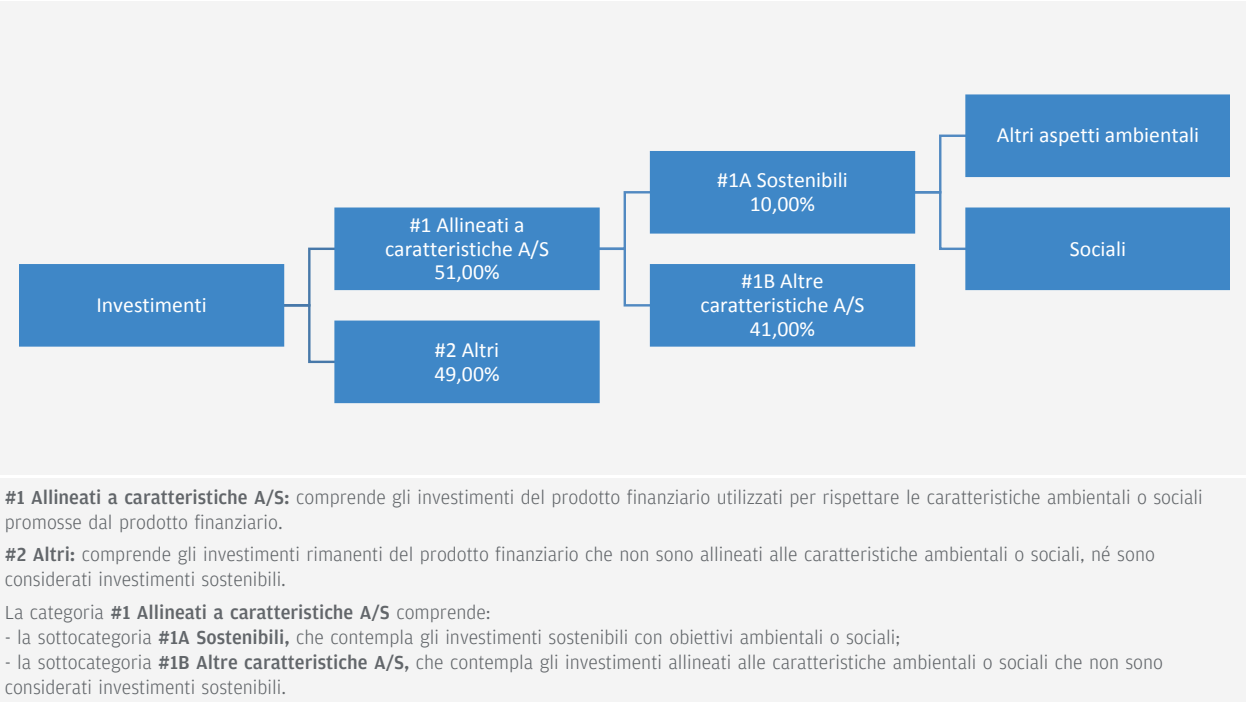 Investimenti
#1 Allineati a
caratteristiche A/S
51,00%
#2 Altri
49,00%
#1A Sostenibili
10,00%
#1B Altre
caratteristiche A/S
41,00%
Altri aspetti ambientali
Sociali
#1 Allineati a caratteristiche A/S: comprende gli investimenti del prodotto finanziario utilizzati per rispettare le caratteristiche ambientali o sociali
promosse dal prodotto finanziario.
#2 Altri: comprende gli investimenti rimanenti del prodotto finanziario che non sono allineati alle caratteristiche ambientali o sociali, né sono
considerati investimenti sostenibili.
La categoria #1 Allineati a caratteristiche A/S comprende:
- la sottocategoria #1A Sostenibili, che contempla gli investimenti sostenibili con obiettivi ambientali o sociali;
- la sottocategoria #1B Altre caratteristiche A/S, che contempla gli investimenti allineati alle caratteristiche ambientali o sociali che non sono
considerati investimenti sostenibili.